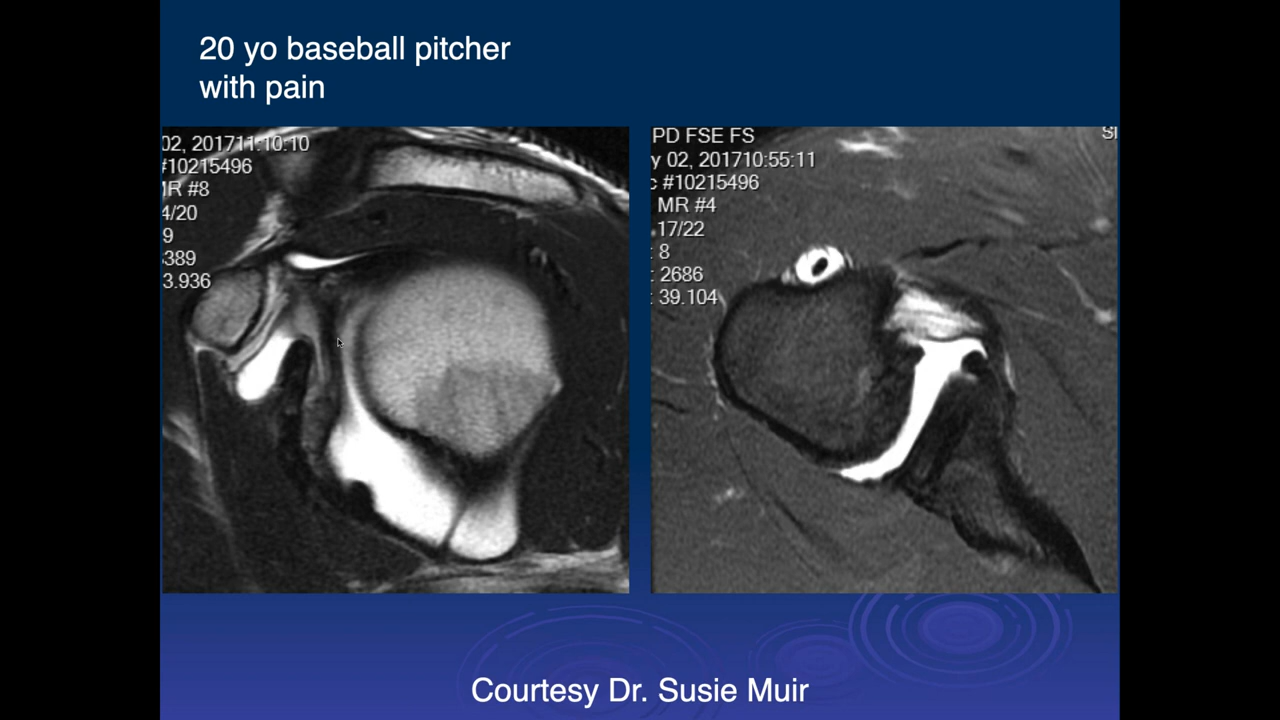 20 yo baseball pitcher
with pain
02, 201711:10:10
#10215496
MR #8
4/20
9
389
3.936
PD FSE FS
y 02, 201710:55:11
c #10215496
MR #4
17/22
: 8
: 2686
: 39.104
Courtesy Dr. Susie Muir